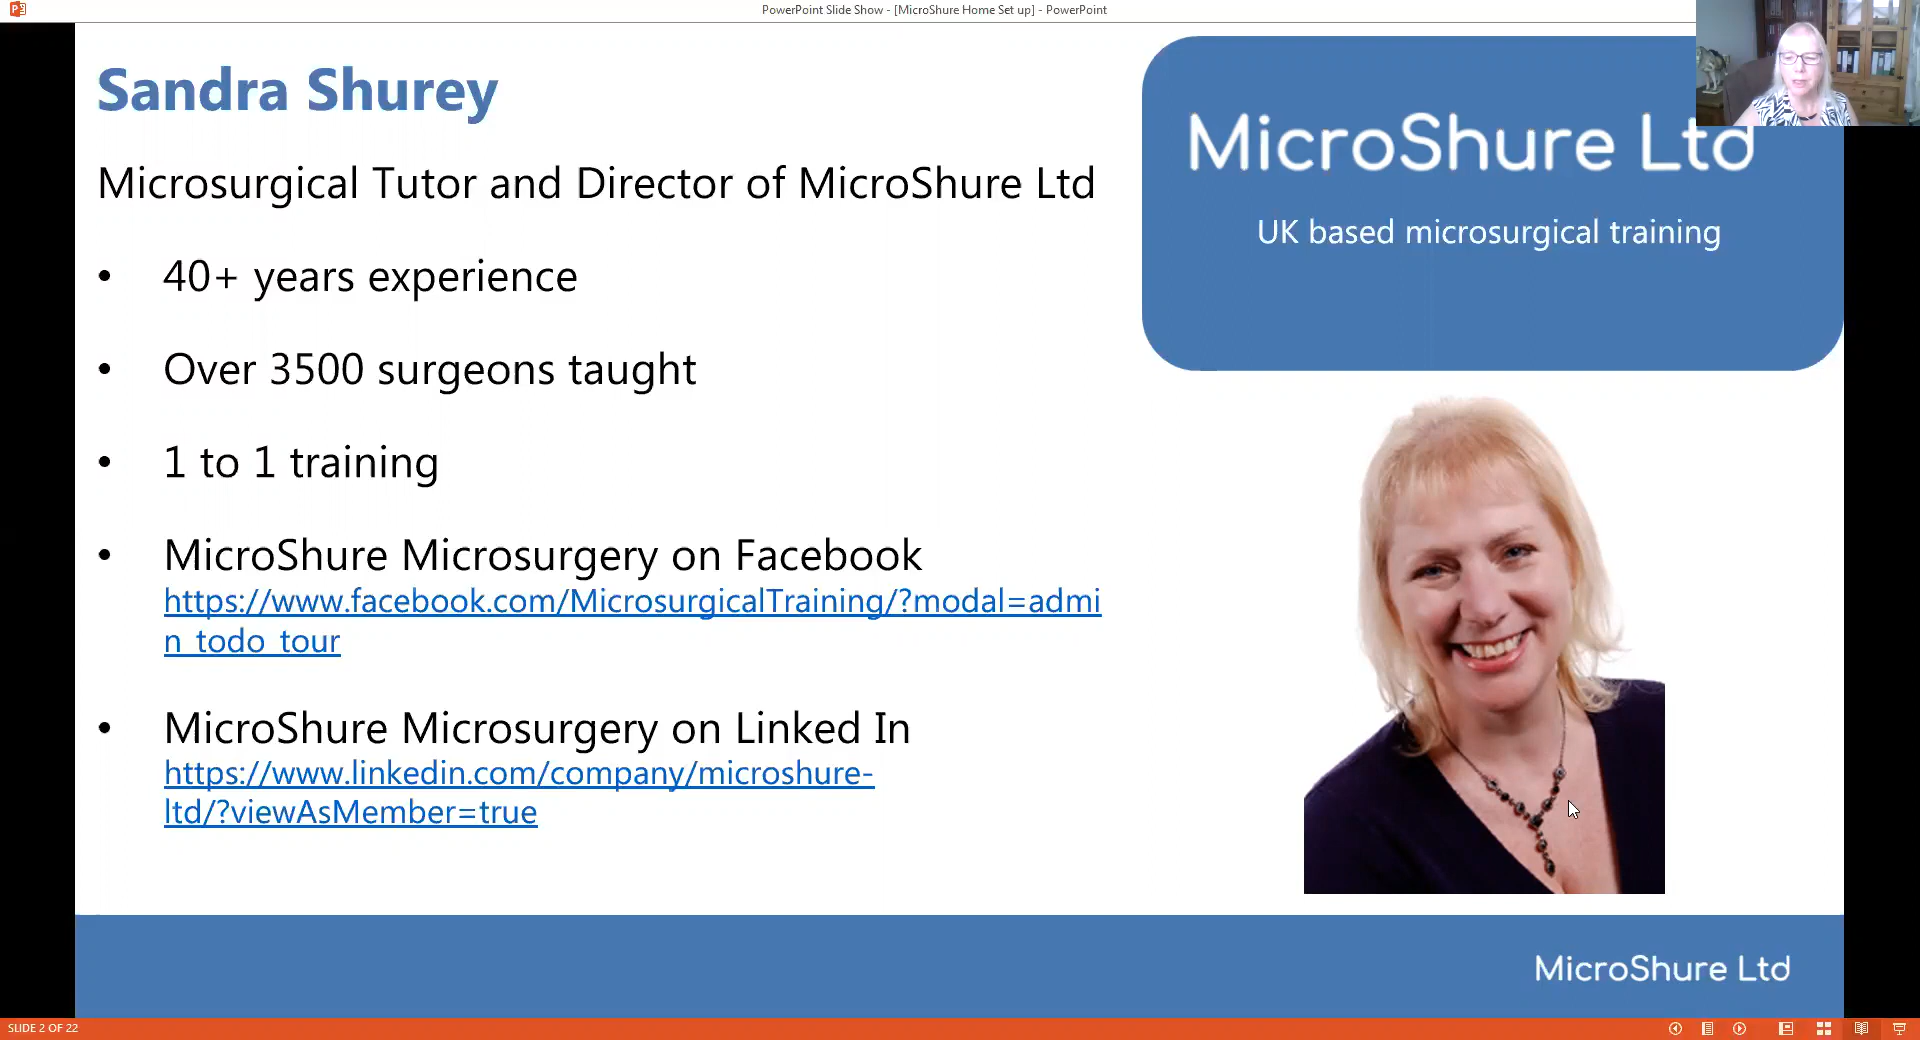 PowerPoint Slide Show - [MicroShure Home Set up] - PowerPoint
Sandra Shurey
Microsurgical Tutor and Director of MicroShure Ltd
• 40+ years experience
• Over 3500 surgeons taught
• 1 to 1 training
• MicroShure Microsurgery on Facebook
https://www.facebook.com/MicrosurgicalTraining/?modal=admi
n_todo_tour
• MicroShure Microsurgery on Linked In
https://www.linkedin.com/company/microshure-
ltd/?viewAsMember=true
MicroShure Ltd
UK based microsurgical training
MicroShure Ltd
SLIDE 2 OF 22